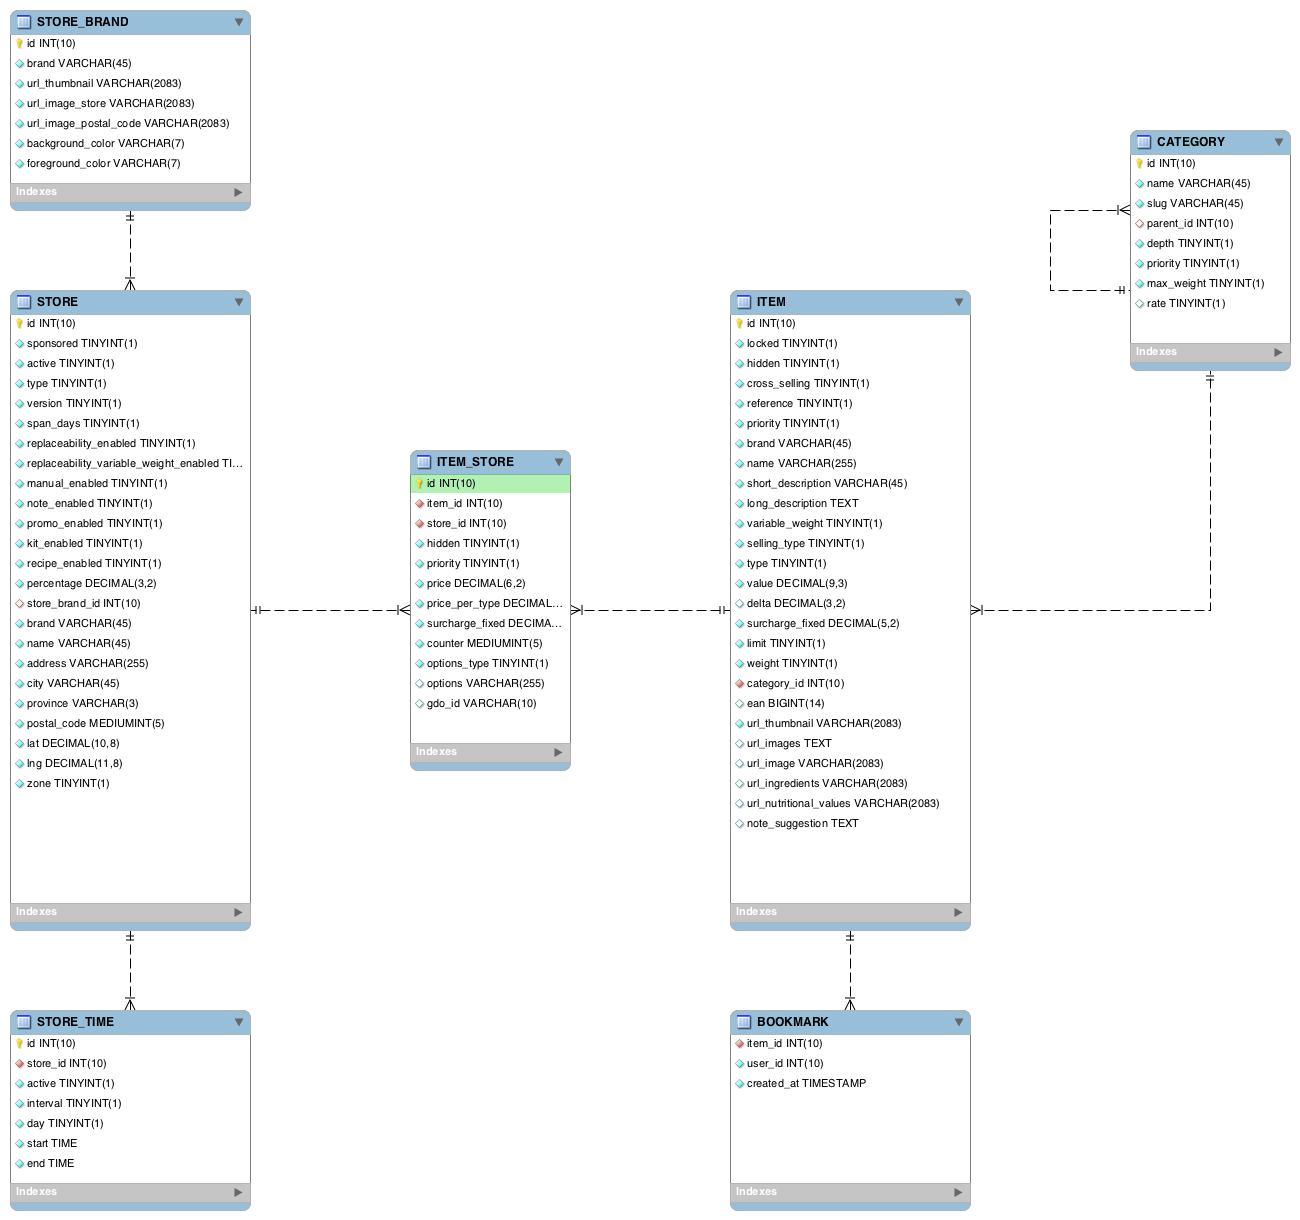 STORE_BRAND
id INT(10)
brand VARCHAR(45)
url_thumbnail VARCHAR(2083)
url_image_store VARCHAR(2083)
url_image_postal_code VARCHAR(2083)
background_color VARCHAR(7)
foreground_color VARCHAR(7)
Indexes
STORE
id INT(10)
sponsored TINYINT(1)
active TINYINT(1)
type TINYINT(1)
version TINYINT(1)
span_days TINYINT(1)
replaceability_enabled TINYINT(1)
replaceability_variable_weight_enabled TI...
manual_enabled TINYINT(1)
note_enabled TINYINT(1)
promo_enabled TINYINT(1)
kit_enabled TINYINT(1)
recipe_enabled TINYINT(1)
percentage DECIMAL(3,2)
store_brand_id INT(10)
brand VARCHAR(45)
name VARCHAR(45)
address VARCHAR(255)
city VARCHAR(45)
province VARCHAR(3)
postal_code MEDIUMINT(5)
lat DECIMAL(10,8)
lng DECIMAL(11,8)
zone TINYINT(1)
Indexes
STORE_TIME
id INT(10)
store_id INT(10)
active TINYINT(1)
interval TINYINT(1)
day TINYINT(1)
start TIME
end TIME
Indexes
ITEM_STORE
id INT(10)
item_id INT(10)
store_id INT(10)
hidden TINYINT(1)
priority TINYINT(1)
price DECIMAL(6,2)
price_per_type DECIMAL...
surcharge_fixed DECIMA...
counter MEDIUMINT(5)
options_type TINYINT(1)
options VARCHAR(255)
gdo_id VARCHAR(10)
Indexes
ITEM
id INT(10)
locked TINYINT(1)
hidden TINYINT(1)
cross_selling TINYINT(1)
reference TINYINT(1)
priority TINYINT(1)
brand VARCHAR(45)
name VARCHAR(255)
short_description VARCHAR(45)
long_description TEXT
variable_weight TINYINT(1)
selling_type TINYINT(1)
type TINYINT(1)
value DECIMAL(9,3)
delta DECIMAL(3,2)
surcharge_fixed DECIMAL(5,2)
limit TINYINT(1)
weight TINYINT(1)
category_id INT(10)
ean BIGINT(14)
url_thumbnail VARCHAR(2083)
url_images TEXT
url_image VARCHAR(2083)
url_ingredients VARCHAR(2083)
url_nutritional_values VARCHAR(2083)
note_suggestion TEXT
Indexes
BOOKMARK
item_id INT(10)
user_id INT(10)
created_at TIMESTAMP
Indexes
CATEGORY
id INT(10)
name VARCHAR(45)
slug VARCHAR(45)
parent_id INT(10)
depth TINYINT(1)
priority TINYINT(1)
max_weight TINYINT(1)
rate TINYINT(1)
Indexes